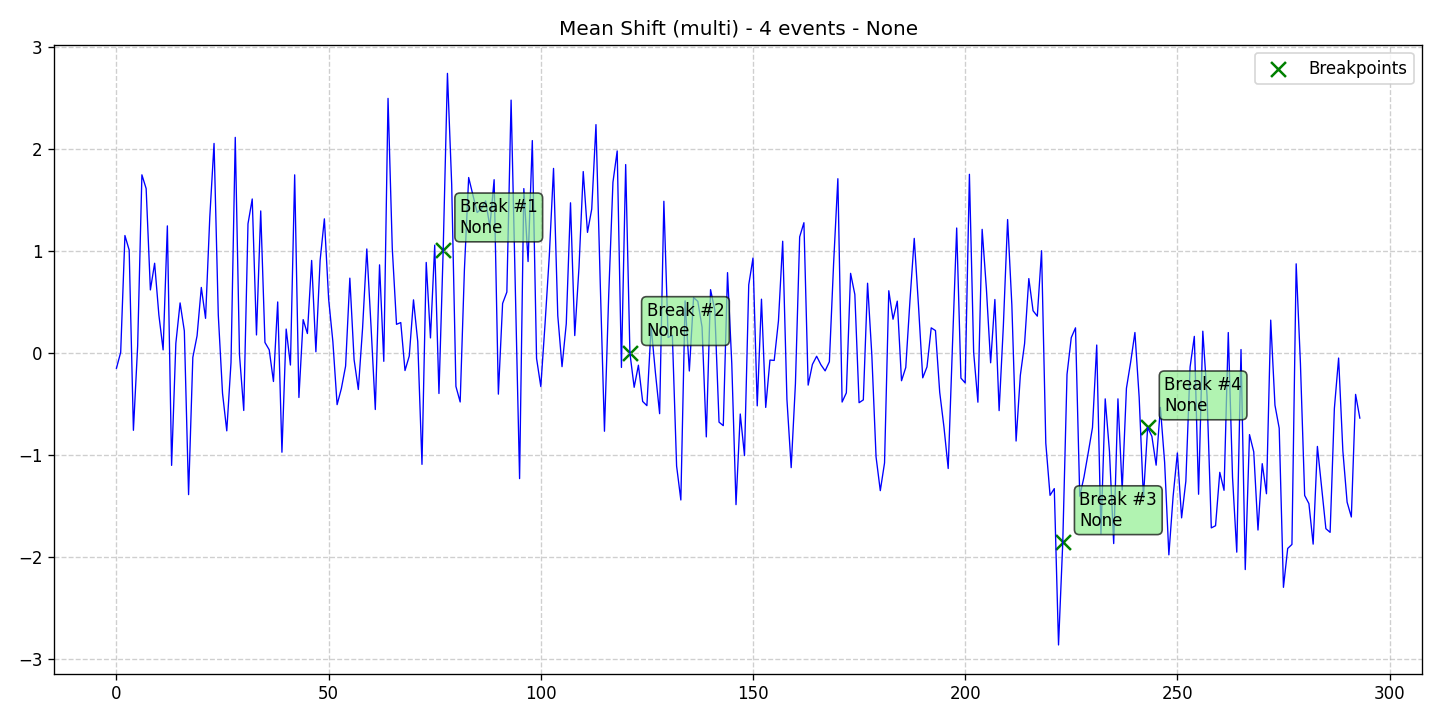 Mean Shift (multi) - 4 events - None
3
2
1
0
−1
−2
−3
Breakpoints
Break #1
None
Break #2
None
Break #4
None
Break #3
None
0
50
100
150
200
250
300